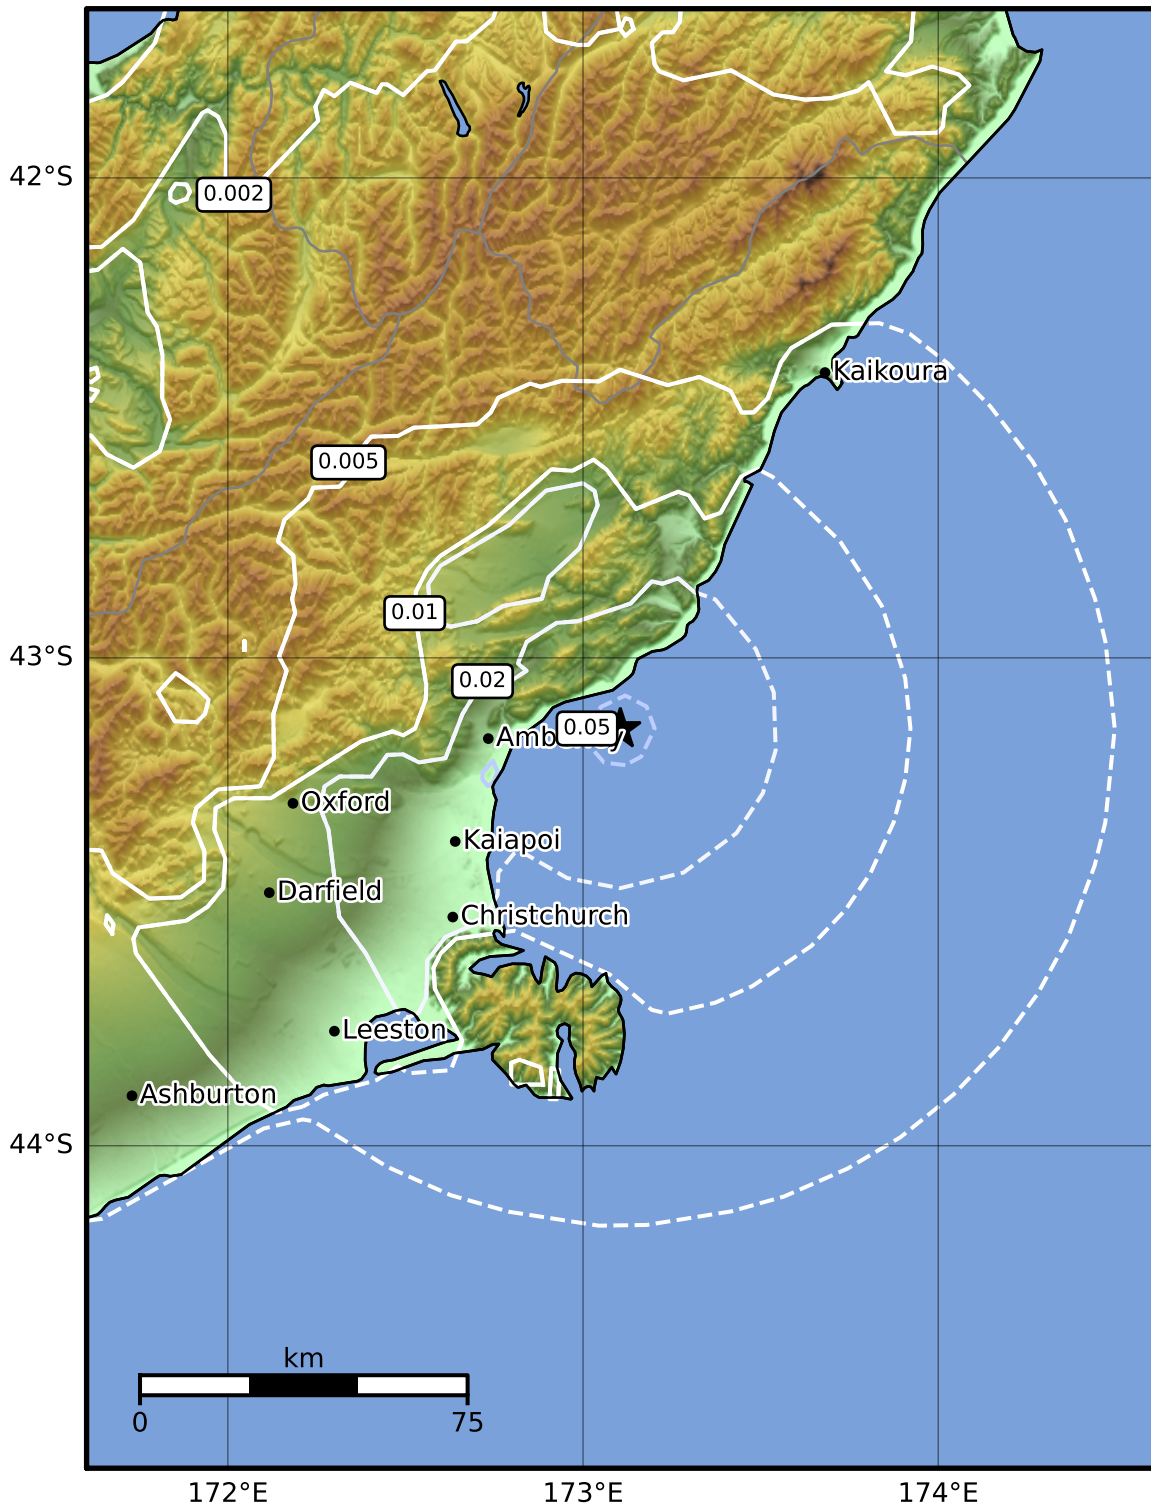 42°S
0.002
Kaikoura
0.005
0.01
43°S
0.02
0.05
Amberley
Oxford
Kaiapoi
Darfield
Christchurch
Leeston
Ashburton
44°S
km
0
75
172°E
173°E
174°E